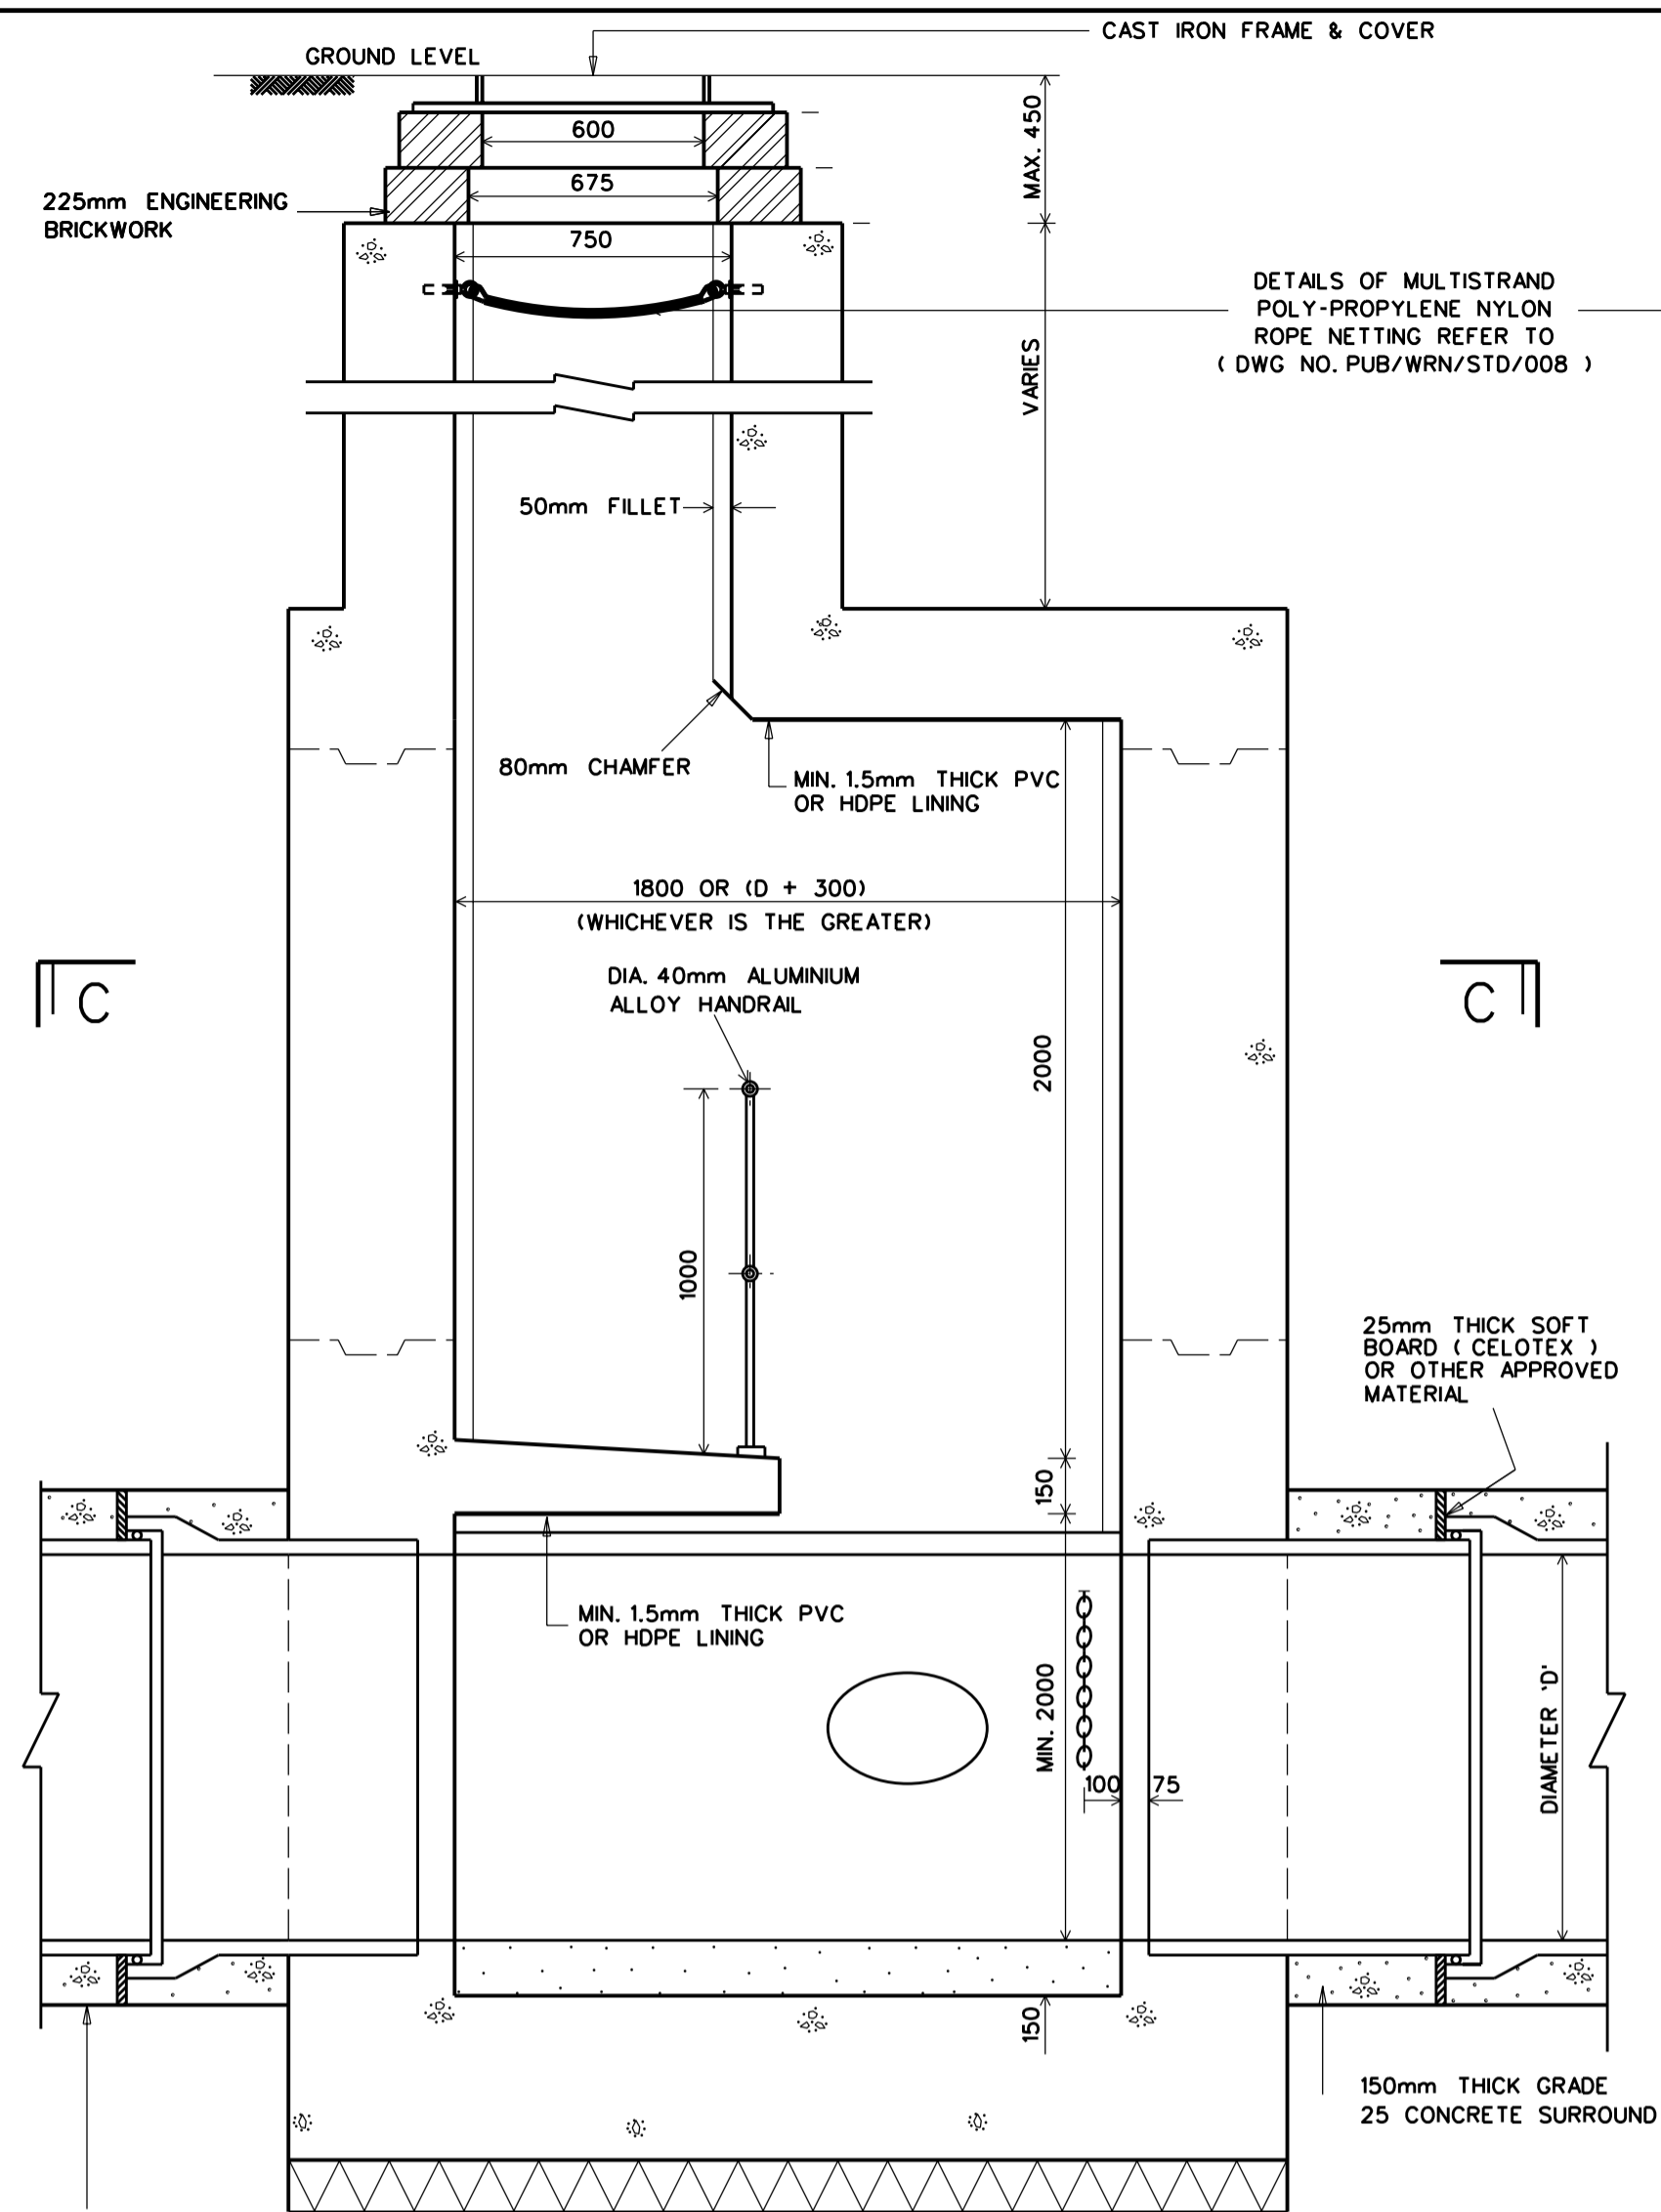 CAST IRON FRAME & COVER
GROUND LEVEL
600
MAX. 450
675
225mm ENGINEERING
BRICKWORK
750
DETAILS OF MULTISTRAND
POLY-PROPYLENE NYLON
ROPE NETTING REFER TO
( DWG NO. PUB/WRN/STD/008 )
VARIES
50mm FILLET
80mm CHAMFER
MIN. 1.5mm THICK PVC
OR HDPE LINING
1800 OR (D + 300)
(WHICHEVER IS THE GREATER)
DIA. 40mm ALUMINIUM
ALLOY HANDRAIL
C
C
2000
1000
25mm THICK SOFT
BOARD ( CELOTEX )
OR OTHER APPROVED
MATERIAL
150
MIN. 1.5mm THICK PVC
OR HDPE LINING
MIN. 2000
DIAMETER 'D'
100
75
150
150mm THICK GRADE
25 CONCRETE SURROUND